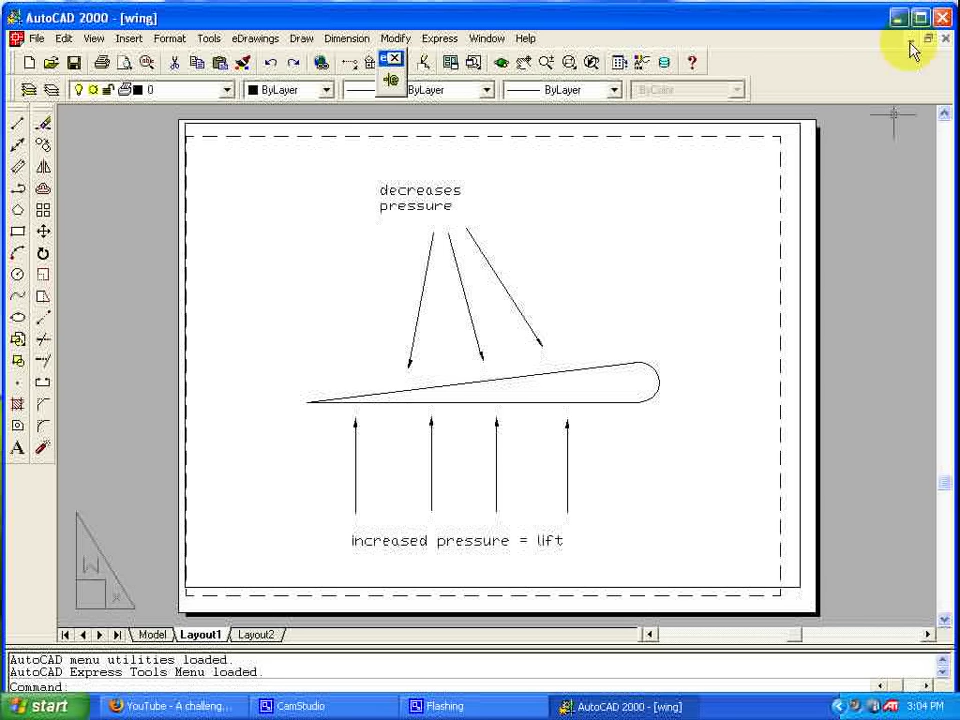 AutoCAD 2000 - [wing]
File Edit View Insert Format Tools eDrawings Draw Dimension Modify Express Window Help
0 ByLayer ByLayer ByLayer ByColor
decreases
pressure
increased pressure = lift
W
X
Model Layout1 Layout2
AutoCAD menu utilities loaded.
AutoCAD Express Tools Menu loaded.
Command:
start YouTube - A challeng... CamStudio Flashing AutoCAD 2000 - [wing] 3:04 PM